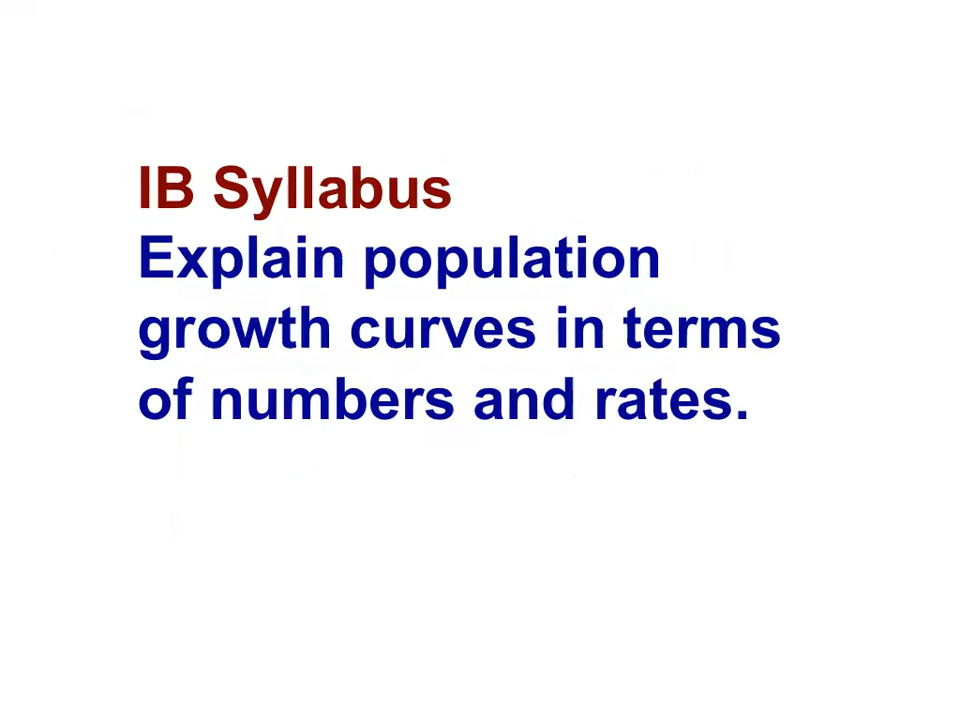 IB Syllabus
Explain population
growth curves in terms
of numbers and rates.